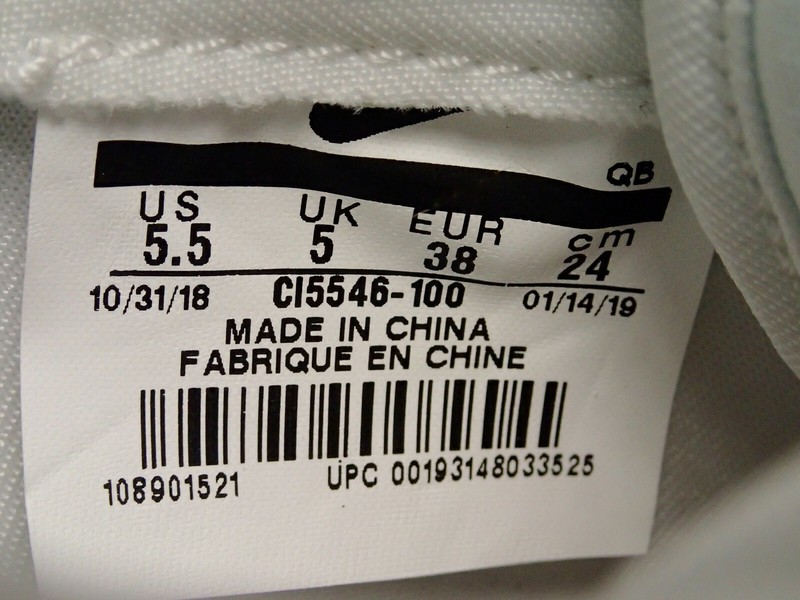 QB
US UK EUR cm
5.5 5 38 24
10/31/18 CI5546-100 01/14/19
MADE IN CHINA
FABRIQUE EN CHINE
108901521 UPC 00193148033525